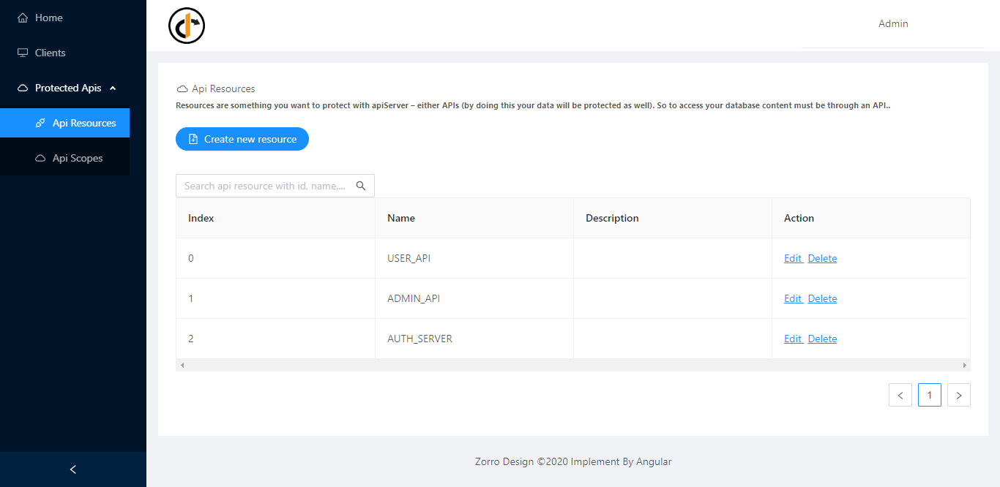 Home
Clients
Protected Apis
Api Resources
Api Scopes
Admin
Api Resources
Resources are something you want to protect with apiServer – either APIs (by doing this your data will be protected as well). So to access your database content must be through an API..
Create new resource
Search api resource with id, name,...
Index Name Description Action
0 USER_API Edit Delete
1 ADMIN_API Edit Delete
2 AUTH_SERVER Edit Delete
< 1 >
Zorro Design ©2020 Implement By Angular